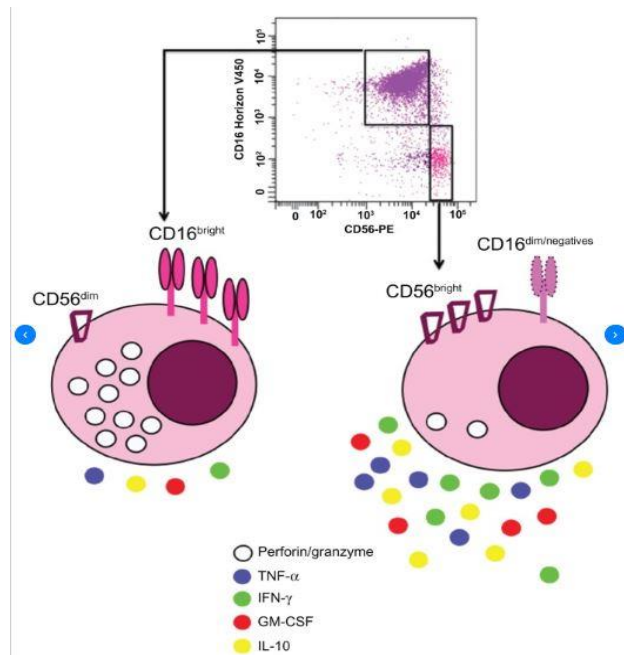 CD16 Horizon V450
10⁵
10⁴
10³
10²
0
0 10² 10³ 10⁴ 10⁵
CD56-PE
CD16bright
CD56dim
CD16dim/negatives
CD56bright
Perforin/granzyme
TNF-α
IFN-γ
GM-CSF
IL-10